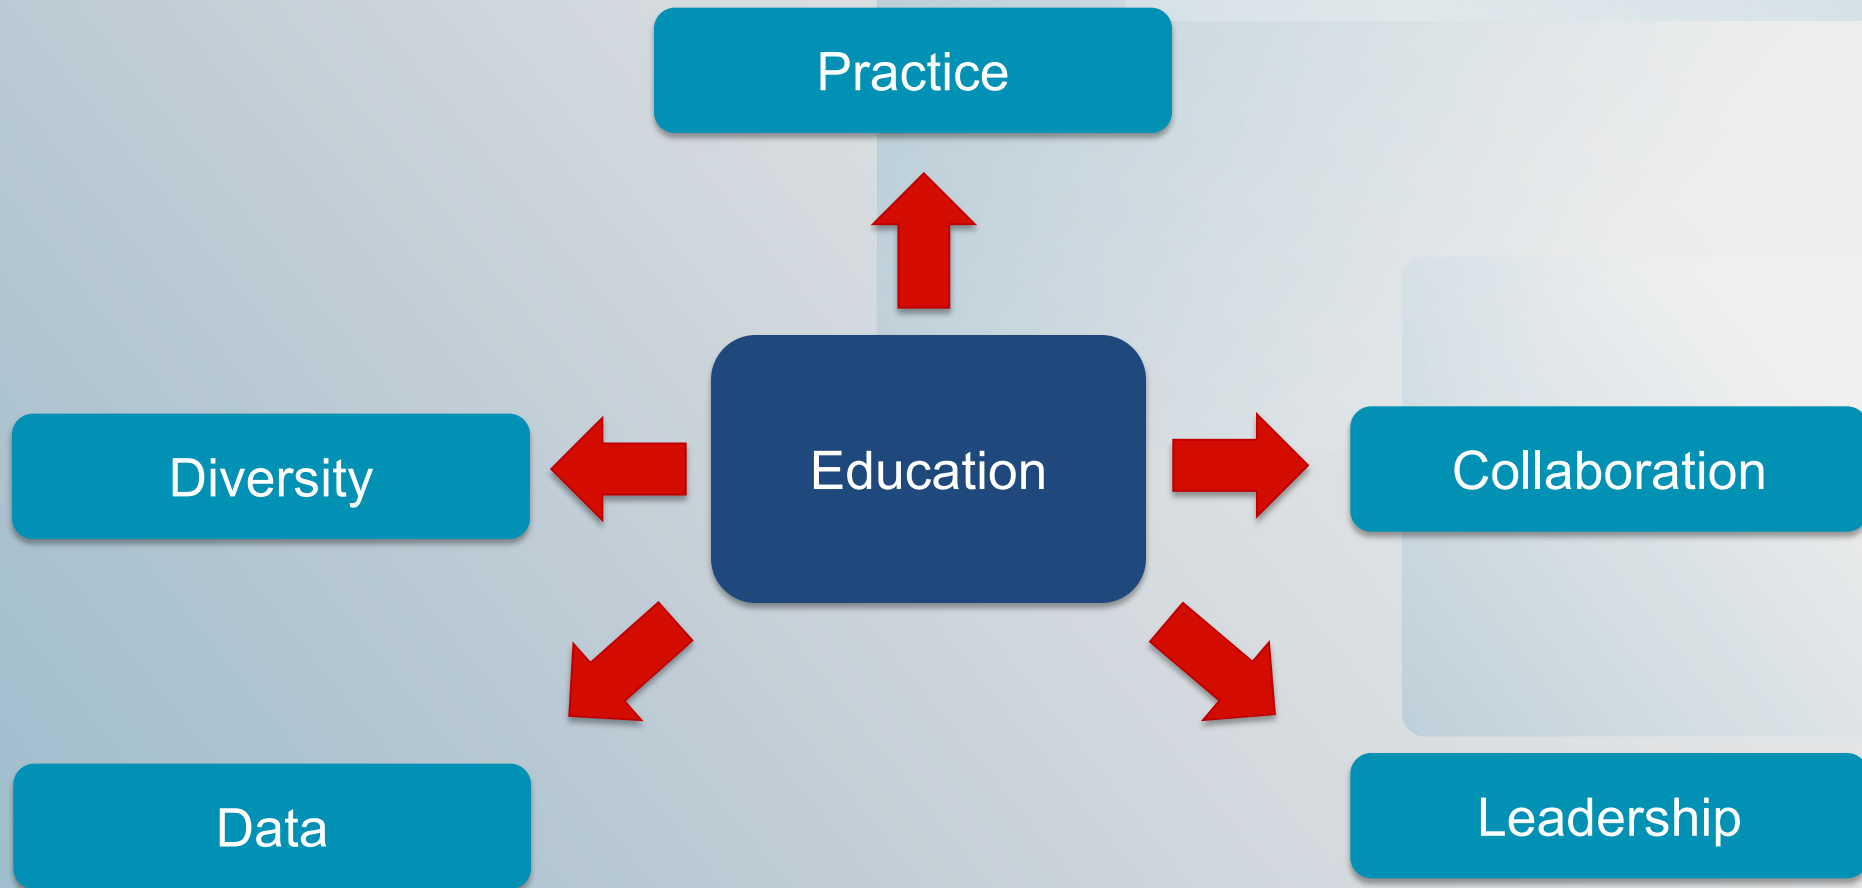 Practice
Diversity
Education
Collaboration
Data
Leadership